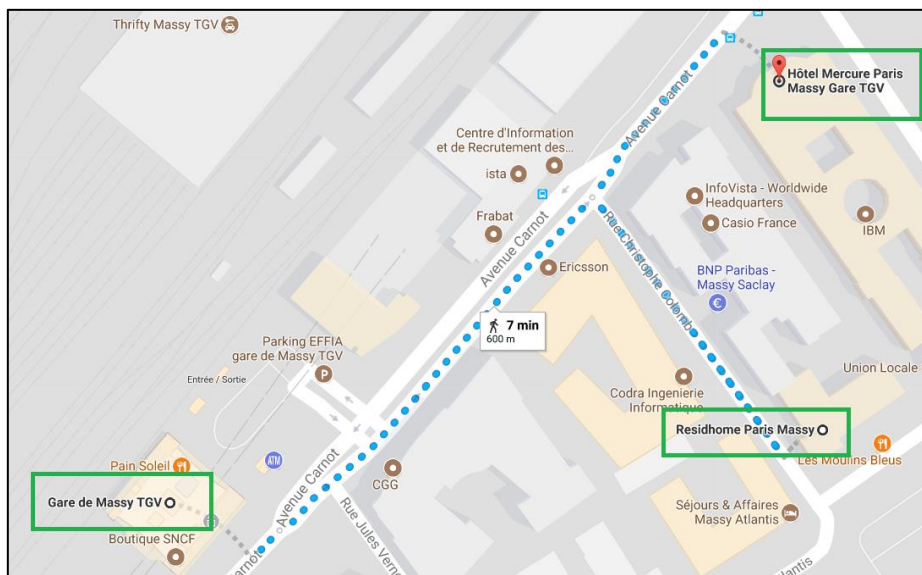 Thrifty Massy TGV
Hôtel Mercure Paris
Massy Gare TGV
Avenue Carnot
Centre d'Information
et de Recrutement des...
ista
InfoVista - Worldwide
Headquarters
Casio France
Frabat
IBM
Avenue Carnot
Rue Christophe Colomb
Ericsson
BNP Paribas -
Massy Saclay
€
7 min
600 m
Parking EFFIA
gare de Massy TGV
P
Entrée / Sortie
Union Locale
Codra Ingenierie
Informatique
Residhome Paris Massy
Les Moulins Bleus
Pain Soleil
ATM
Avenue Carnot
CGG
Gare de Massy TGV
Rue Jules Verne
Séjours & Affaires
Massy Atlantis
Boutique SNCF
Carnot
lantis